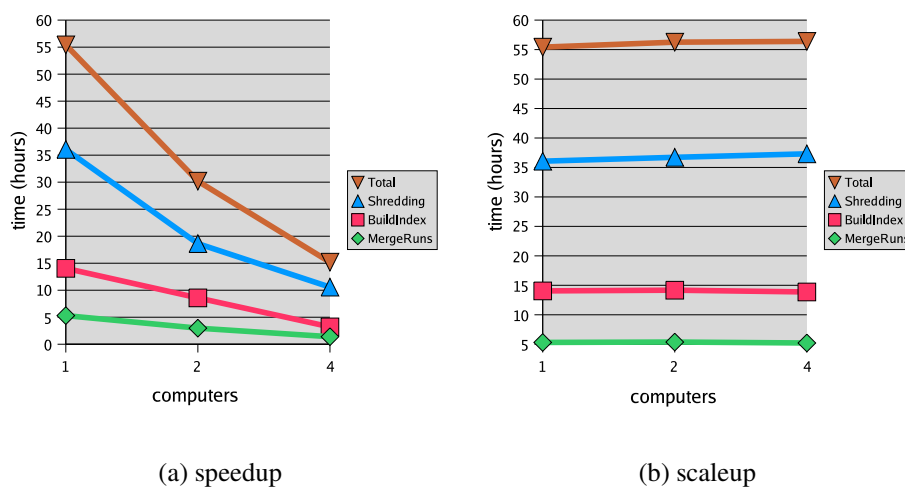 60
55
50
45
40
35
30
25
20
15
10
5
0
time (hours)
1 2 4
computers
Total
Shredding
BuildIndex
MergeRuns
(a) speedup
60
55
50
45
40
35
30
25
20
15
10
5
time (hours)
1 2 4
computers
Total
Shredding
BuildIndex
MergeRuns
(b) scaleup